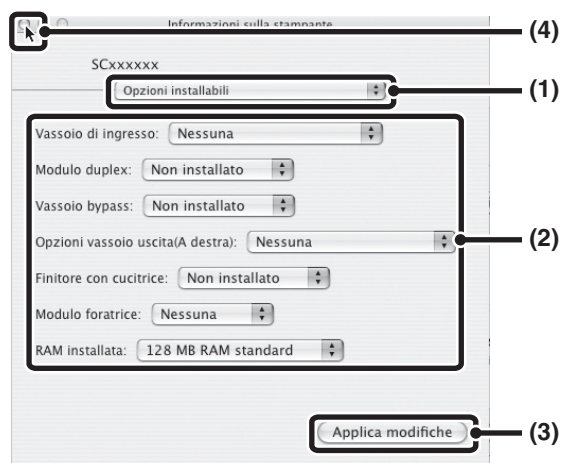 Informazioni sulla stampante
(4)
SCxxxxxx
Opzioni installabili
(1)
Vassoio di ingresso: Nessuna
Modulo duplex: Non installato
Vassoio bypass: Non installato
Opzioni vassoio uscita(A destra): Nessuna
(2)
Finitore con cucitrice: Non installato
Modulo foratrice: Nessuna
RAM installata: 128 MB RAM standard
Applica modifiche
(3)